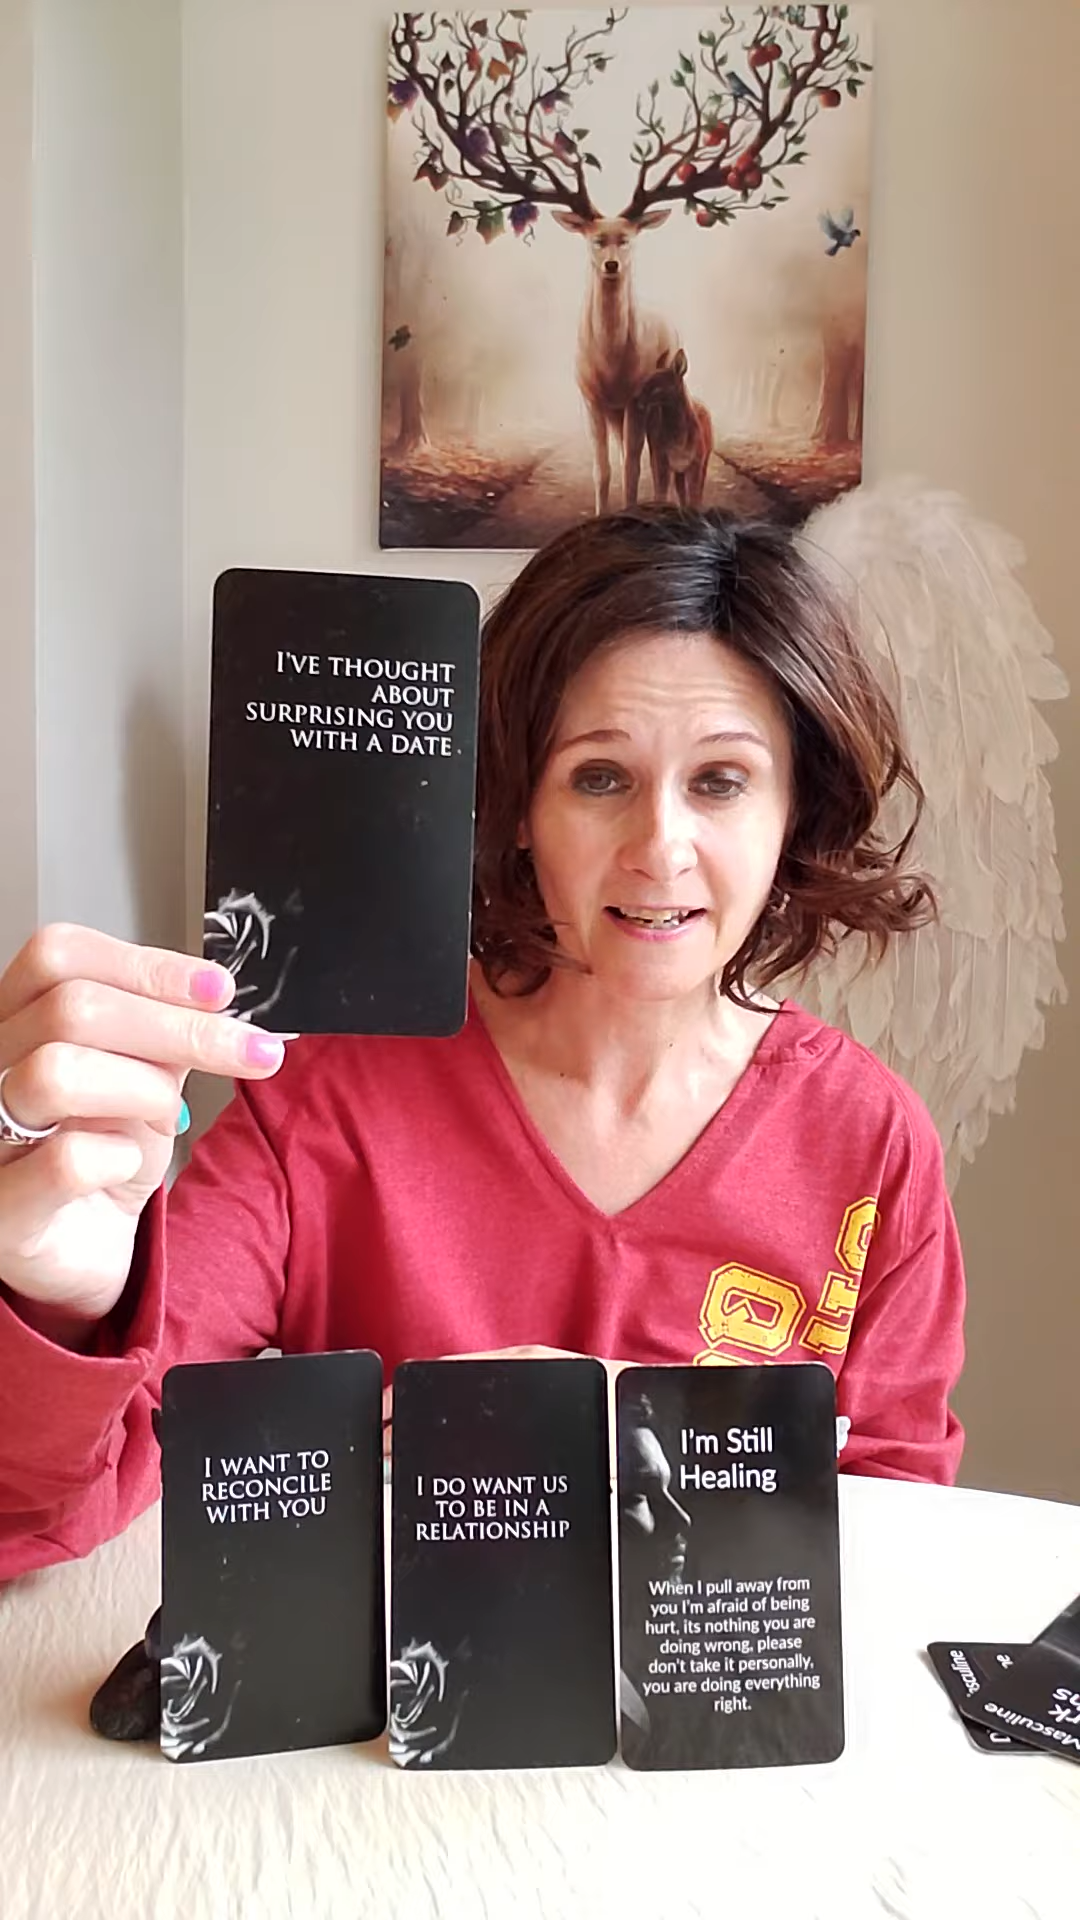 I'VE THOUGHT
ABOUT
SURPRISING YOU
WITH A DATE
I WANT TO
RECONCILE
WITH YOU
I DO WANT US
TO BE IN A
RELATIONSHIP
I'm Still
Healing
When I pull away from
you I'm afraid of being
hurt, its nothing you are
doing wrong, please
don't take it personally,
you are doing everything
right.
Masculine